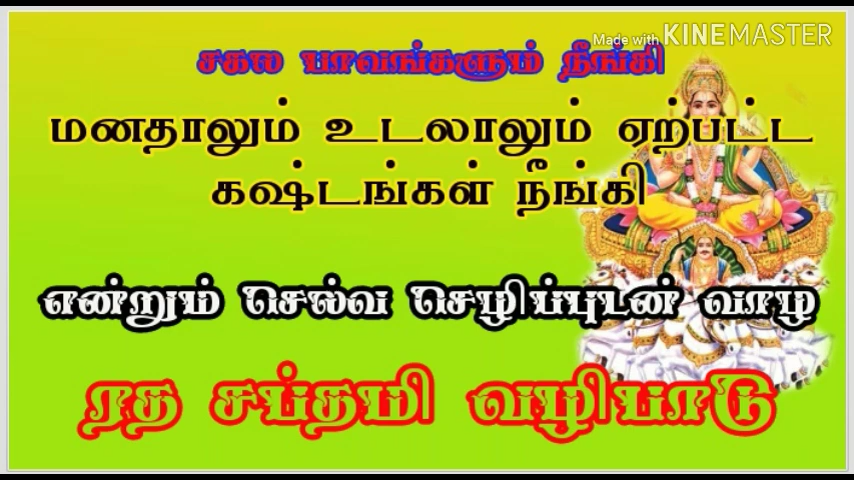 Made with KINEMASTER
சகல பாவங்களும் நீங்கி
மனதாலும் உடலாலும் ஏற்பட்ட
கஷ்டங்கள் நீங்கி
என்றும் செல்வ செழிப்புடன் வாழ
ரத சப்தமி வழிபாடு